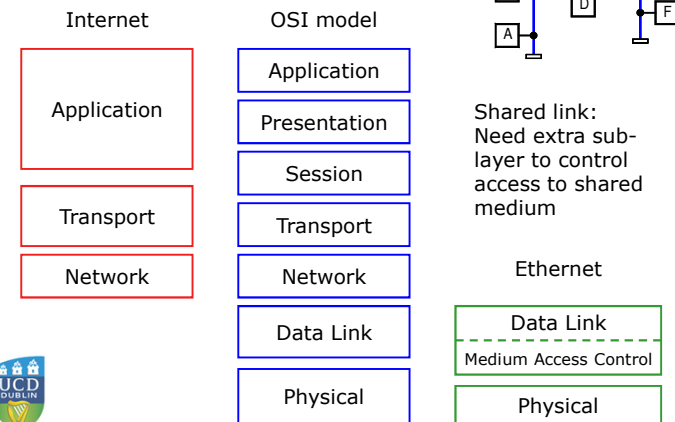 Internet
Application
Transport
Network
OSI model
Application
Presentation
Session
Transport
Network
Data Link
Physical
D
F
A
Shared link:
Need extra sub-
layer to control
access to shared
medium
Ethernet
Data Link
Medium Access Control
Physical
UCD
DUBLIN